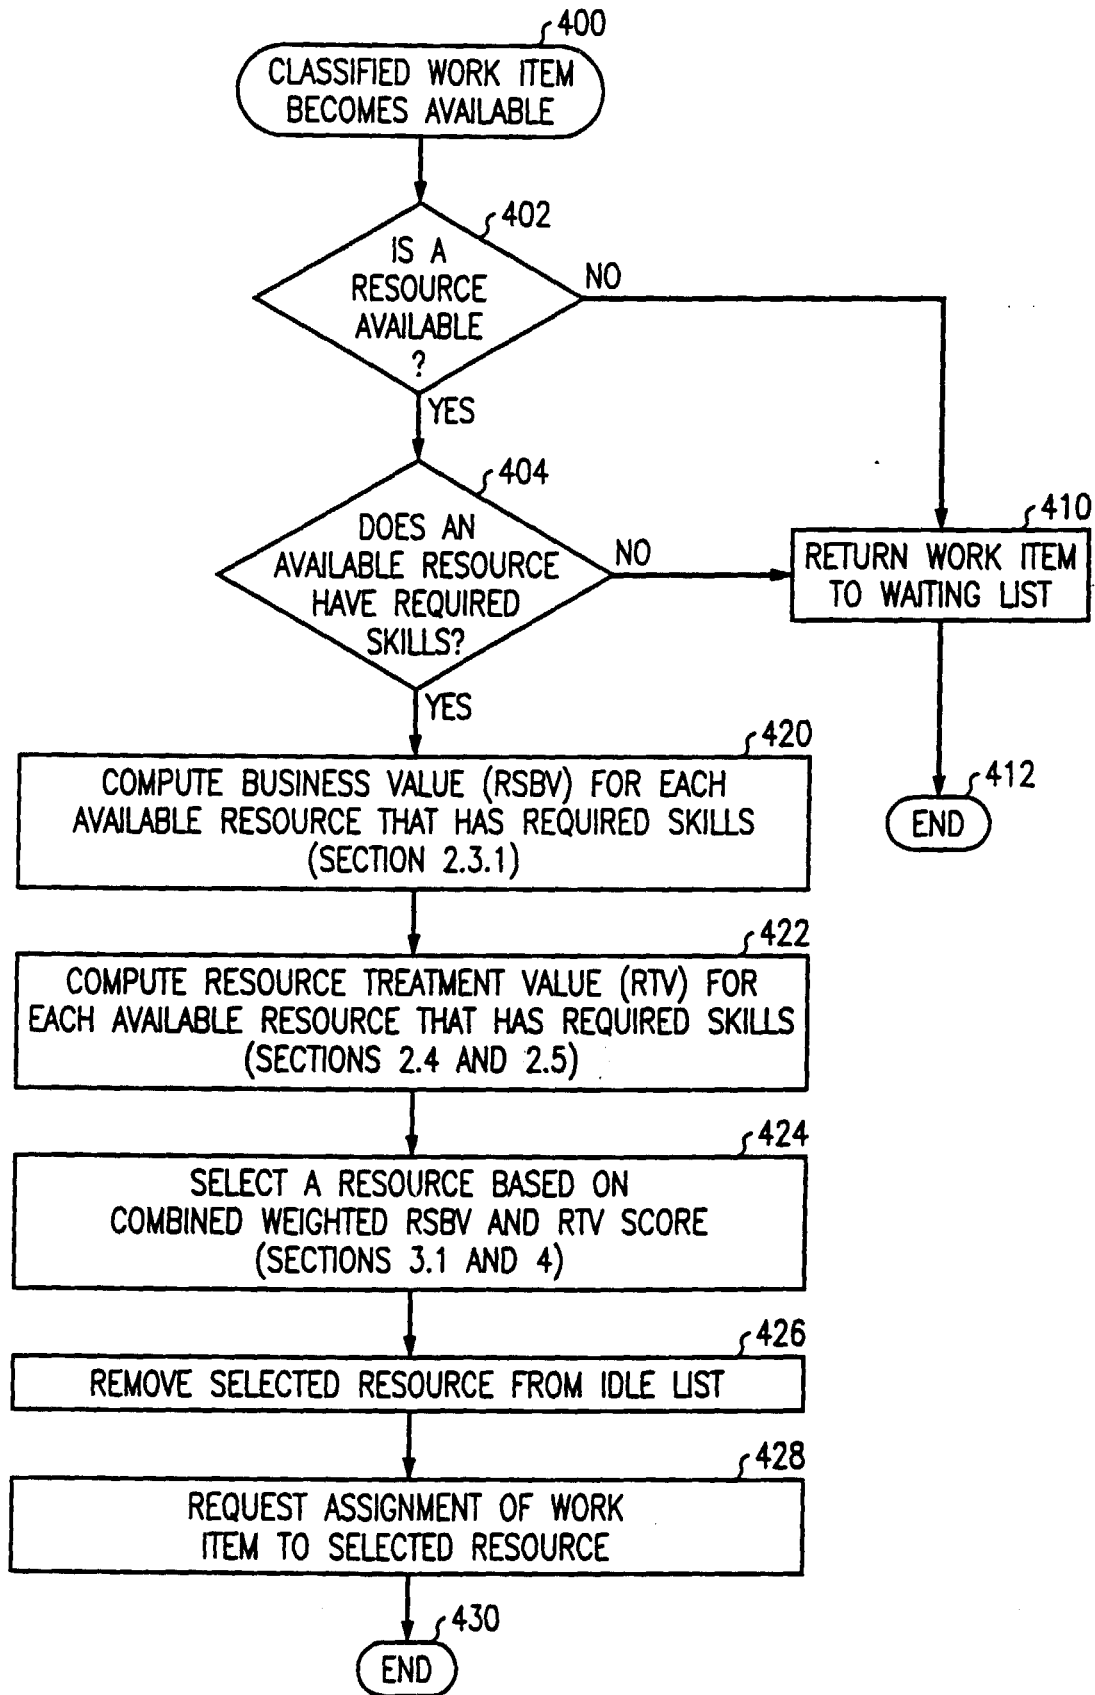 400
CLASSIFIED WORK ITEM
BECOMES AVAILABLE
402
IS A
RESOURCE
AVAILABLE
?
NO
YES
404
DOES AN
AVAILABLE RESOURCE
HAVE REQUIRED
SKILLS?
NO
YES
410
RETURN WORK ITEM
TO WAITING LIST
412
END
420
COMPUTE BUSINESS VALUE (RSBV) FOR EACH
AVAILABLE RESOURCE THAT HAS REQUIRED SKILLS
(SECTION 2.3.1)
422
COMPUTE RESOURCE TREATMENT VALUE (RTV) FOR
EACH AVAILABLE RESOURCE THAT HAS REQUIRED SKILLS
(SECTIONS 2.4 AND 2.5)
424
SELECT A RESOURCE BASED ON
COMBINED WEIGHTED RSBV AND RTV SCORE
(SECTIONS 3.1 AND 4)
426
REMOVE SELECTED RESOURCE FROM IDLE LIST
428
REQUEST ASSIGNMENT OF WORK
ITEM TO SELECTED RESOURCE
430
END